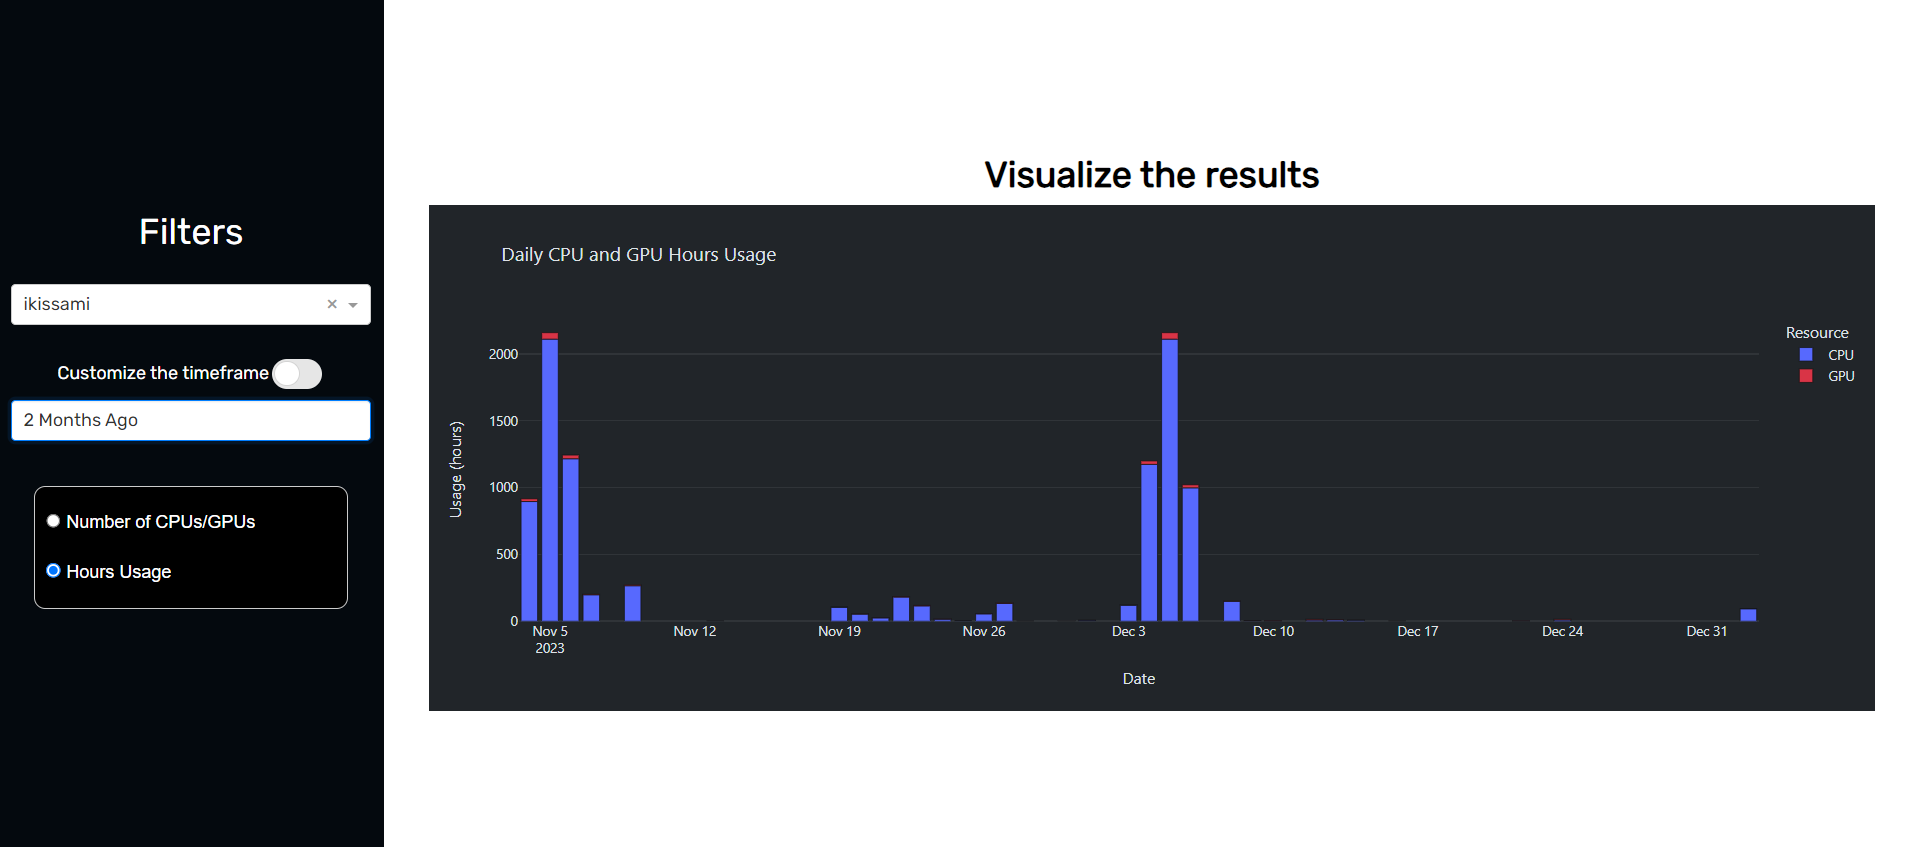 Filters
ikissami
Customize the timeframe
2 Months Ago
Number of CPUs/GPUs
Hours Usage
Visualize the results
Daily CPU and GPU Hours Usage
Usage (hours)
2000
1500
1000
500
0
Nov 5 Nov 12 Nov 19 Nov 26 Dec 3 Dec 10 Dec 17 Dec 24 Dec 31
2023
Date
Resource
CPU
GPU